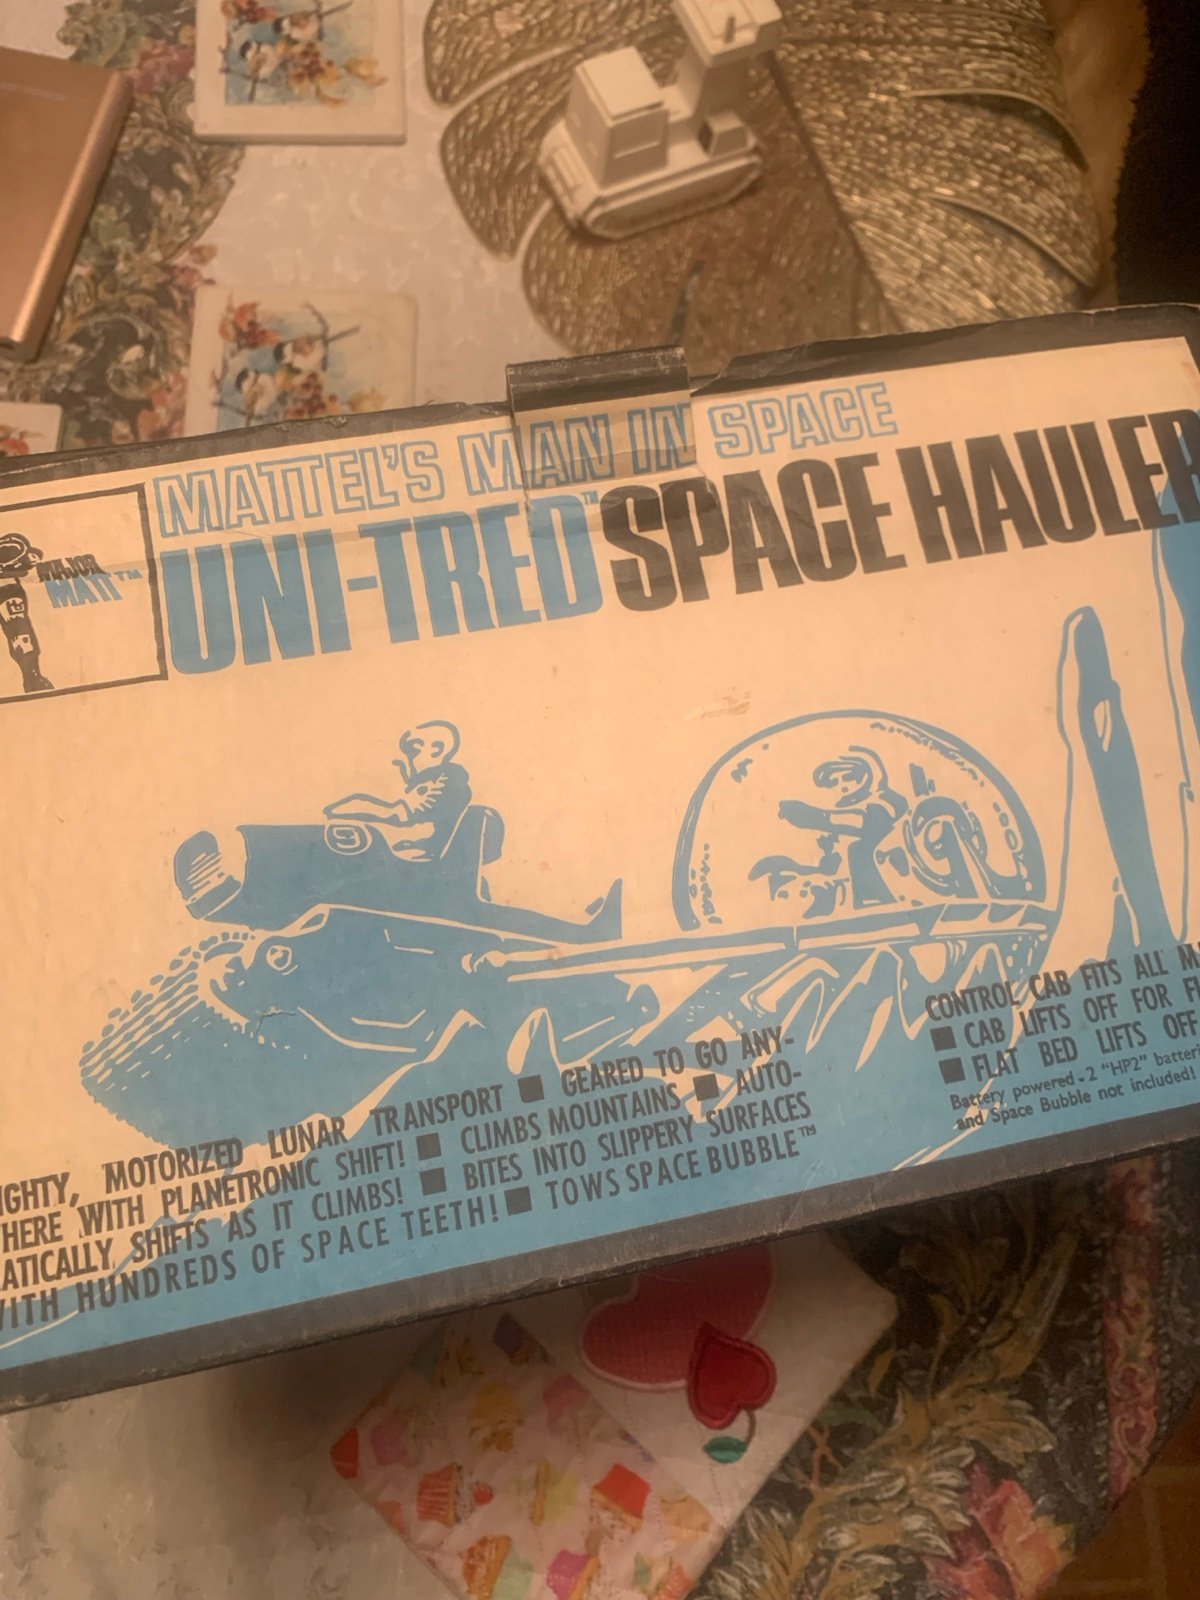 MATTEL'S MAN IN SPACE
UNI-TRED™ SPACE HAULER
MAJOR
MATT™
MIGHTY, MOTORIZED LUNAR TRANSPORT ■ GEARED TO GO ANY-
WHERE WITH PLANETRONIC SHIFT! ■ CLIMBS MOUNTAINS ■ AUTO-
ATICALLY, SHIFTS AS IT CLIMBS! ■ BITES INTO SLIPPERY SURFACES
WITH HUNDREDS OF SPACE TEETH! ■ TOWS SPACE BUBBLE™
CONTROL CAB FITS ALL
■ CAB LIFTS OFF FOR
■ FLAT BED LIFTS OFF
Battery powered - 2 "HP2"
and Space Bubble not included!